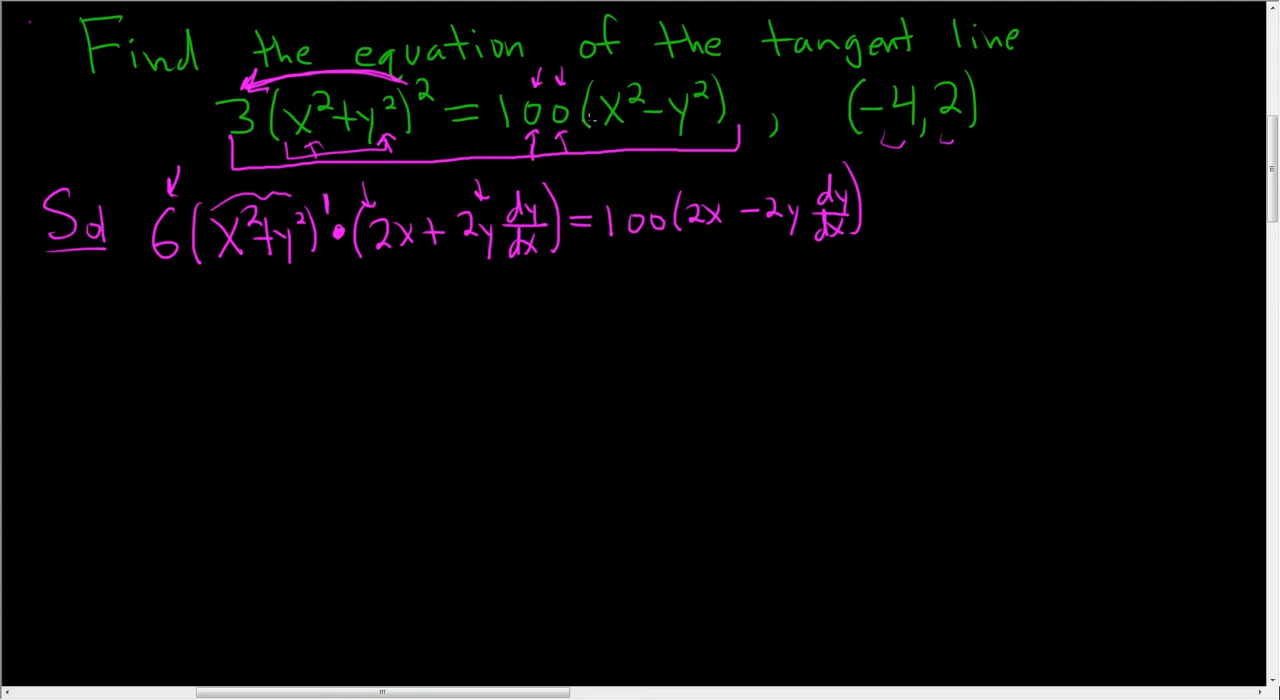 Find the equation of the tangent line
3(x²+y²)² = 100(x²-y²), (-4,2)
Sol 6(x²+y²)¹ • (2x + 2y dy/dx) = 100(2x - 2y dy/dx)